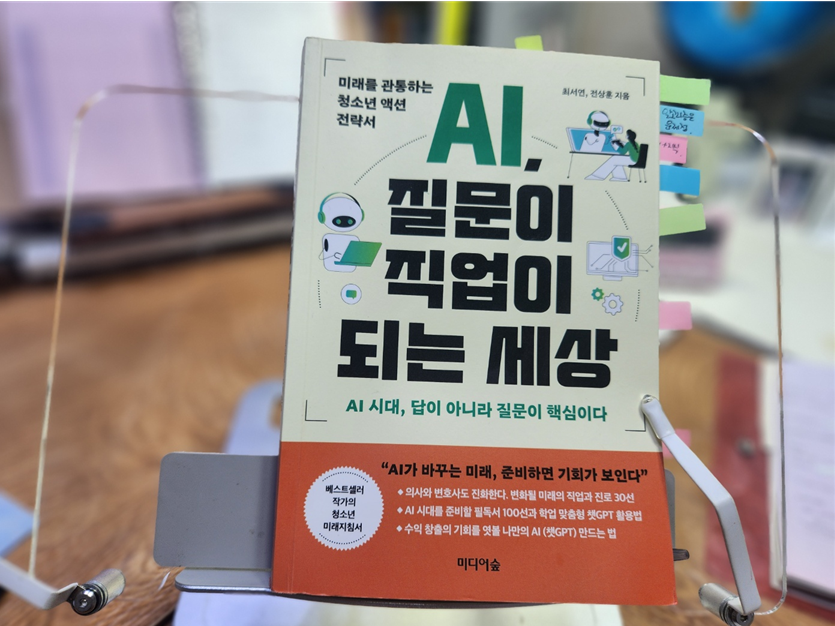 미래를 관통하는
청소년 액션
전략서
최서연, 전상훈 지음
AI,
질문이
직업이
되는 세상
AI 시대, 답이 아니라 질문이 핵심이다
“AI가 바꾸는 미래, 준비하면 기회가 보인다”
베스트셀러
작가의
청소년
미래지침서
◆ 의사와 변호사도 진화한다. 변화될 미래의 직업과 진로 30선
◆ AI 시대를 준비할 필독서 100선과 학업 맞춤형 챗GPT 활용법
◆ 수익 창출의 기회를 엿볼 나만의 AI (챗GPT) 만드는 법
미디어숲